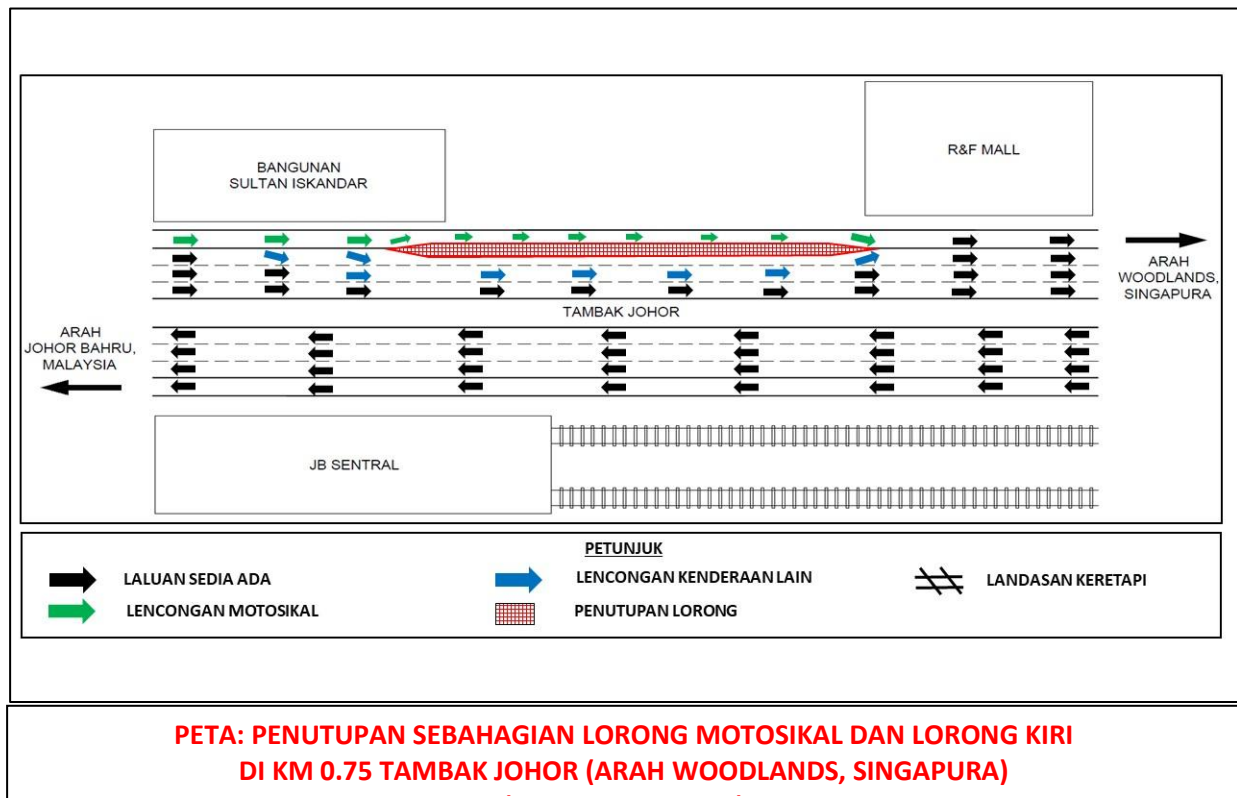 BANGUNAN
SULTAN ISKANDAR
R&F MALL
ARAH
WOODLANDS,
SINGAPURA
TAMBAK JOHOR
ARAH
JOHOR BAHRU,
MALAYSIA
JB SENTRAL
PETUNJUK
LALUAN SEDIA ADA
LENCONGAN KENDERAAN LAIN
LANDASAN KERETAPI
LENCONGAN MOTOSIKAL
PENUTUPAN LORONG
PETA: PENUTUPAN SEBAHAGIAN LORONG MOTOSIKAL DAN LORONG KIRI
DI KM 0.75 TAMBAK JOHOR (ARAH WOODLANDS, SINGAPURA)